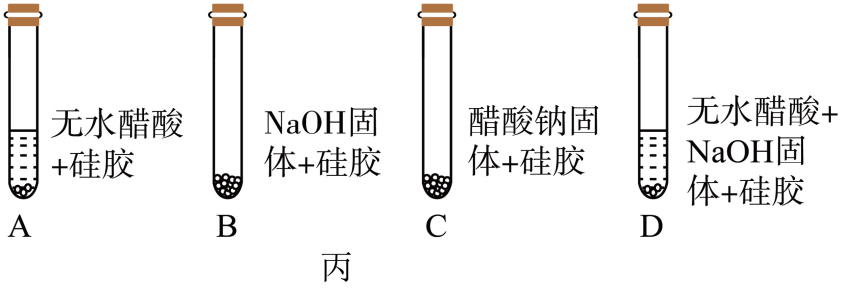 无水醋酸
+硅胶
A
NaOH固
体+硅胶
B
醋酸钠固
体+硅胶
C
无水醋酸+
NaOH固
体+硅胶
D
丙